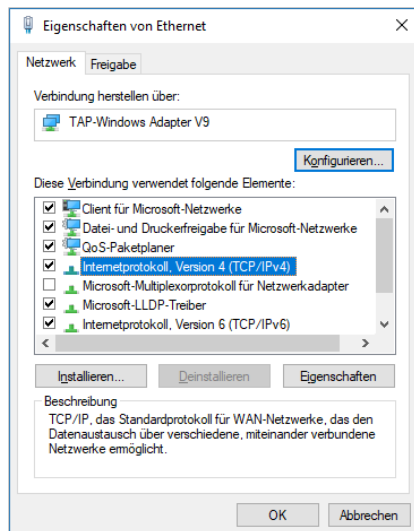 Eigenschaften von Ethernet
Netzwerk
Freigabe
Verbindung herstellen über:
TAP-Windows Adapter V9
Konfigurieren...
Diese Verbindung verwendet folgende Elemente:
Client für Microsoft-Netzwerke
Datei- und Druckerfreigabe für Microsoft-Netzwerke
QoS-Paketplaner
Internetprotokoll, Version 4 (TCP/IPv4)
Microsoft-Multiplexorprotokoll für Netzwerkadapter
Microsoft-LLDP-Treiber
Internetprotokoll, Version 6 (TCP/IPv6)
Installieren...
Deinstallieren
Eigenschaften
Beschreibung
TCP/IP, das Standardprotokoll für WAN-Netzwerke, das den
Datenaustausch über verschiedene, miteinander verbundene
Netzwerke ermöglicht.
OK
Abbrechen